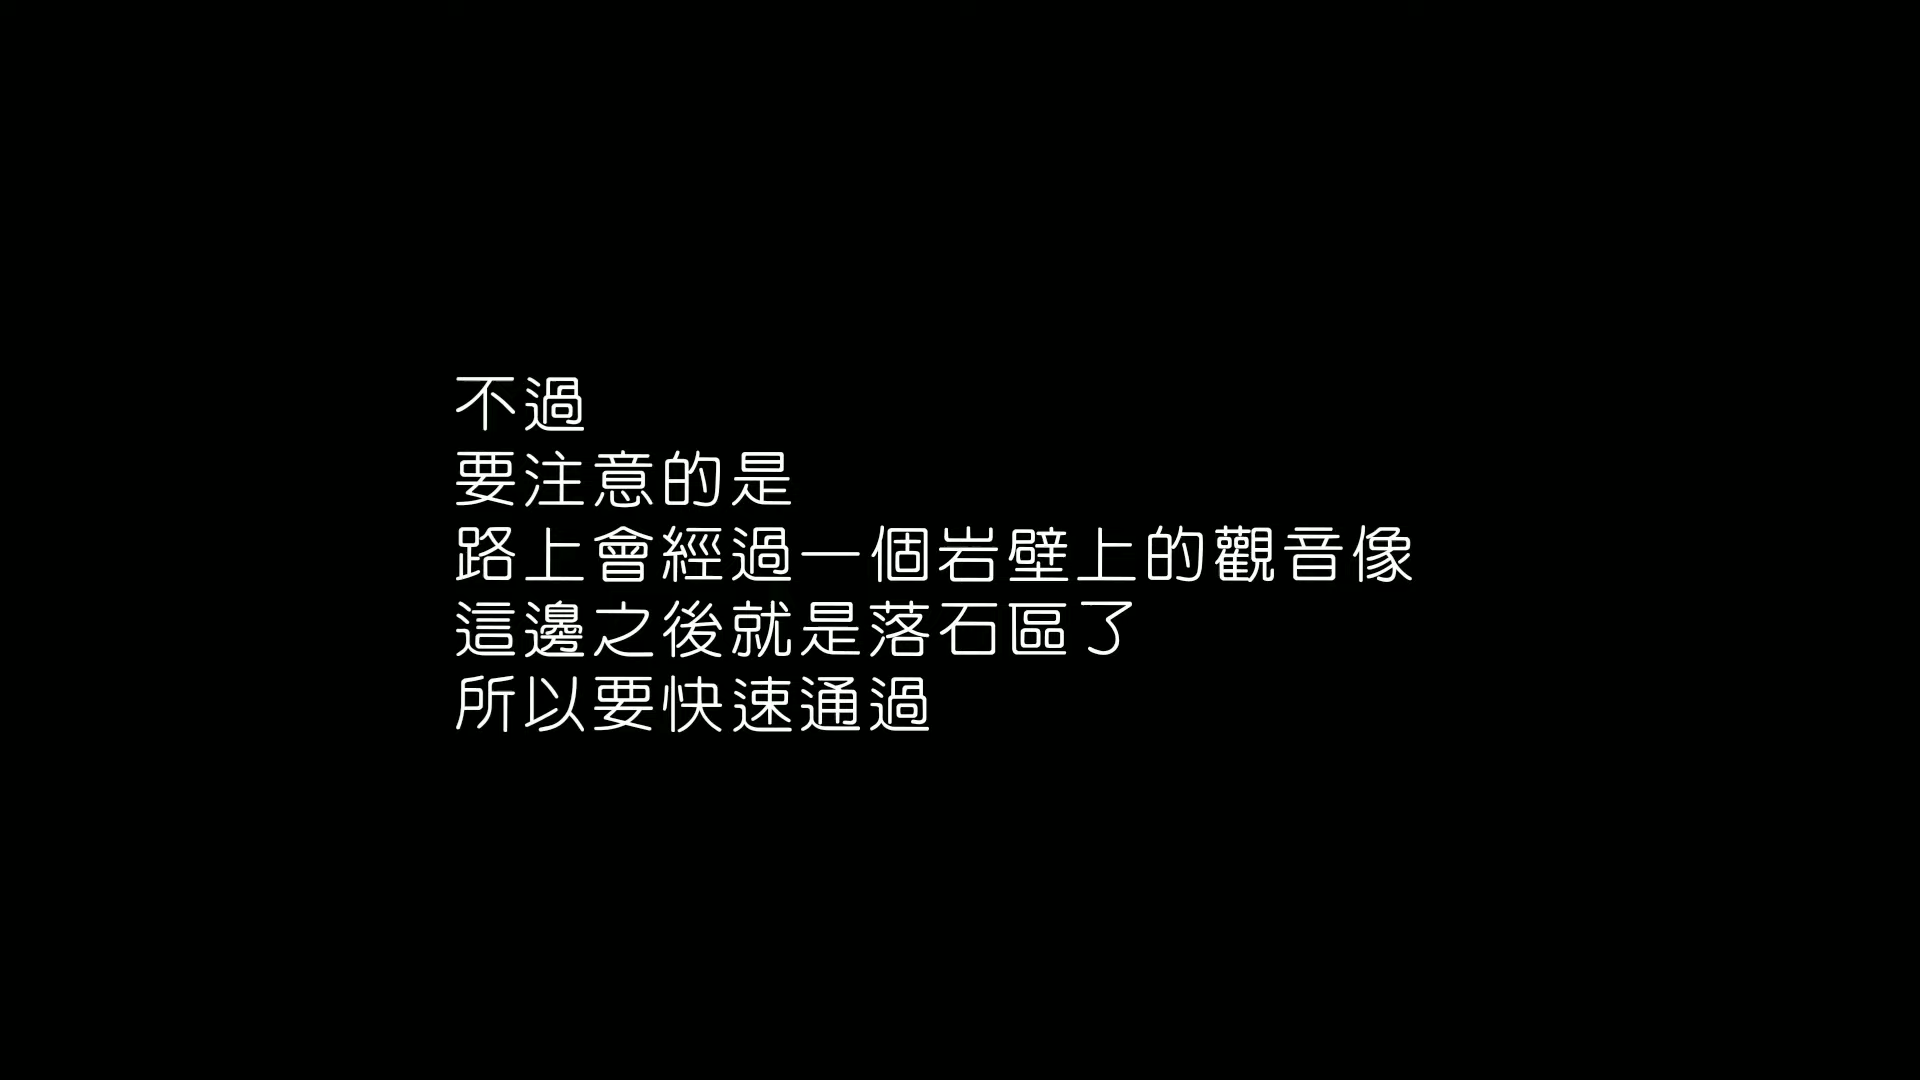 不過
要注意的是
路上會經過一個岩壁上的觀音像
這邊之後就是落石區了
所以要快速通過